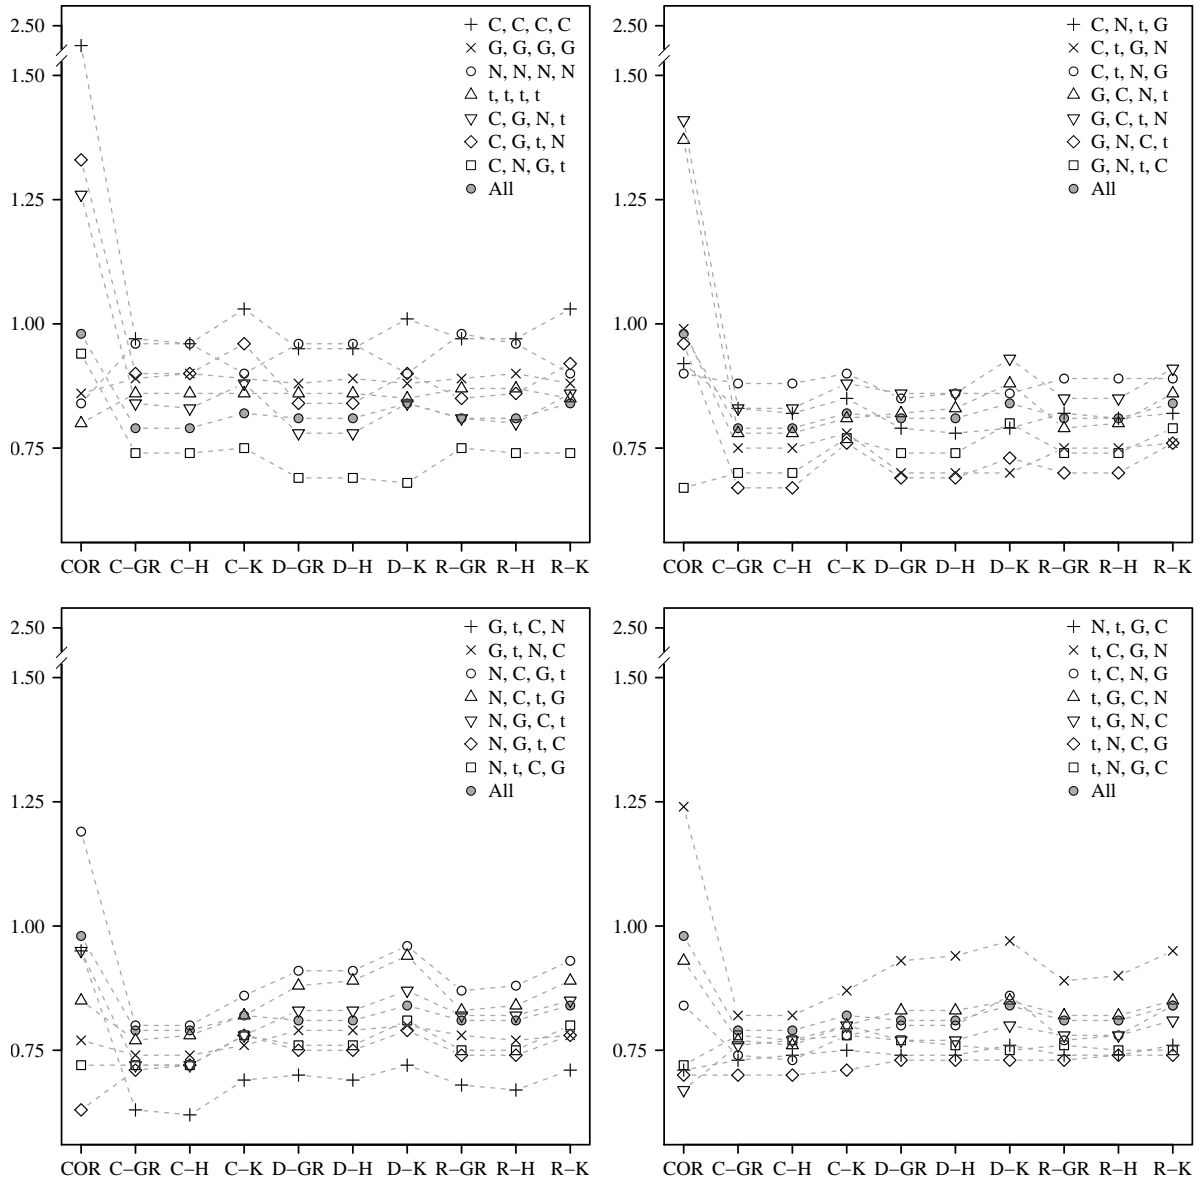 2.50
1.50
1.25
1.00
0.75
COR C−GR C−H C−K D−GR D−H D−K R−GR R−H R−K
C, C, C, C
G, G, G, G
N, N, N, N
t, t, t, t
C, G, N, t
C, G, t, N
C, N, G, t
All
2.50
1.50
1.25
1.00
0.75
COR C−GR C−H C−K D−GR D−H D−K R−GR R−H R−K
C, N, t, G
C, t, G, N
C, t, N, G
G, C, N, t
G, C, t, N
G, N, C, t
G, N, t, C
All
2.50
1.50
1.25
1.00
0.75
COR C−GR C−H C−K D−GR D−H D−K R−GR R−H R−K
G, t, C, N
G, t, N, C
N, C, G, t
N, C, t, G
N, G, C, t
N, G, t, C
N, t, C, G
All
2.50
1.50
1.25
1.00
0.75
COR C−GR C−H C−K D−GR D−H D−K R−GR R−H R−K
N, t, G, C
t, C, G, N
t, C, N, G
t, G, C, N
t, G, N, C
t, N, C, G
t, N, G, C
All